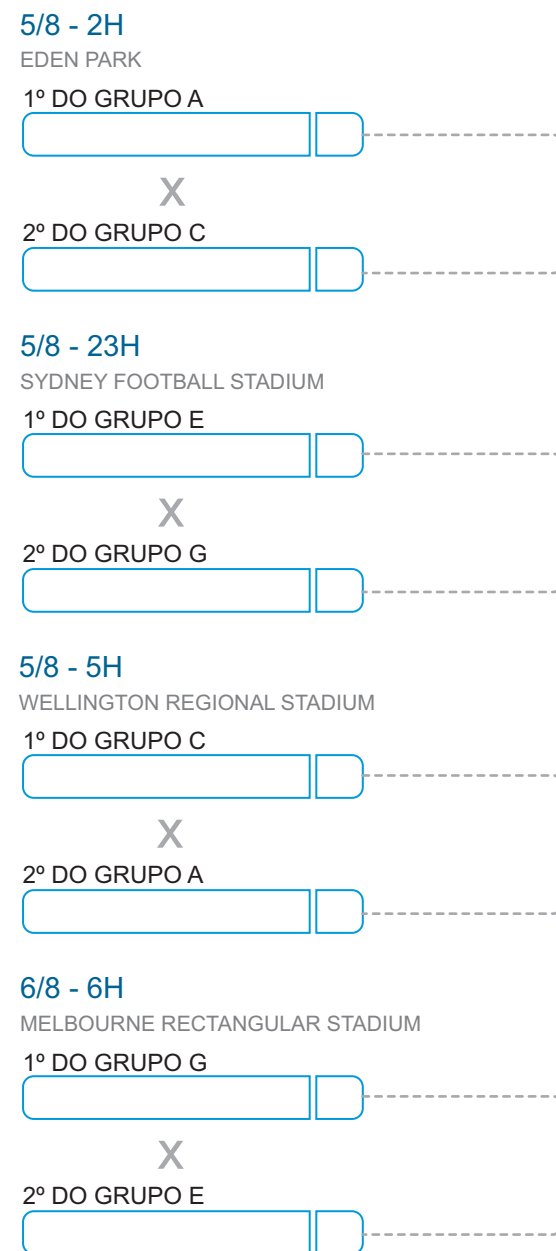 5/8 - 2H
EDEN PARK
1º DO GRUPO A
X
2º DO GRUPO C
5/8 - 23H
SYDNEY FOOTBALL STADIUM
1º DO GRUPO E
X
2º DO GRUPO G
5/8 - 5H
WELLINGTON REGIONAL STADIUM
1º DO GRUPO C
X
2º DO GRUPO A
6/8 - 6H
MELBOURNE RECTANGULAR STADIUM
1º DO GRUPO G
X
2º DO GRUPO E